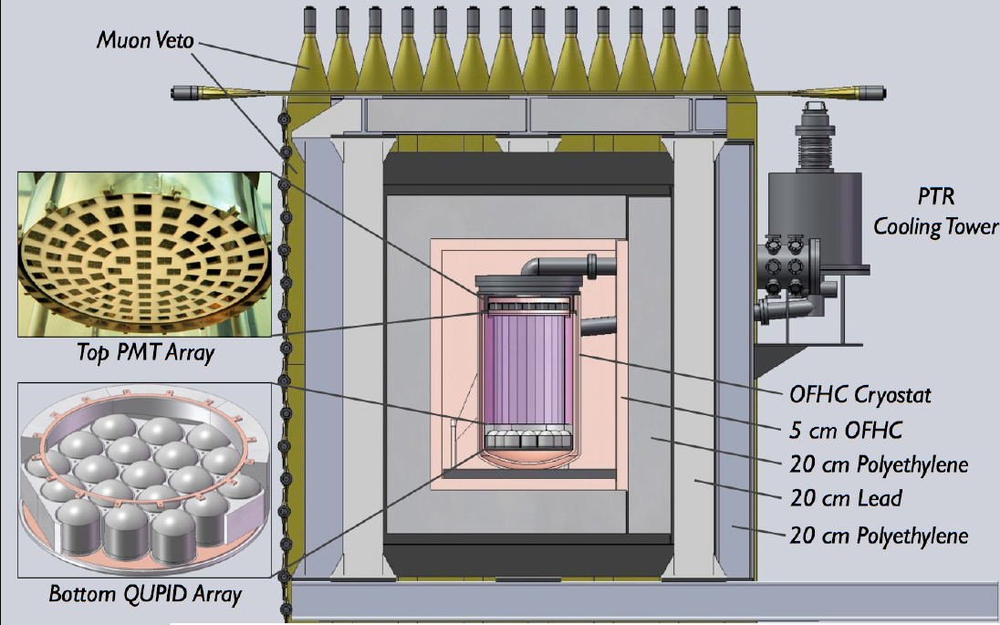 Muon Veto
PTR
Cooling Tower
Top PMT Array
OFHC Cryostat
5 cm OFHC
20 cm Polyethylene
20 cm Lead
20 cm Polyethylene
Bottom QUPID Array